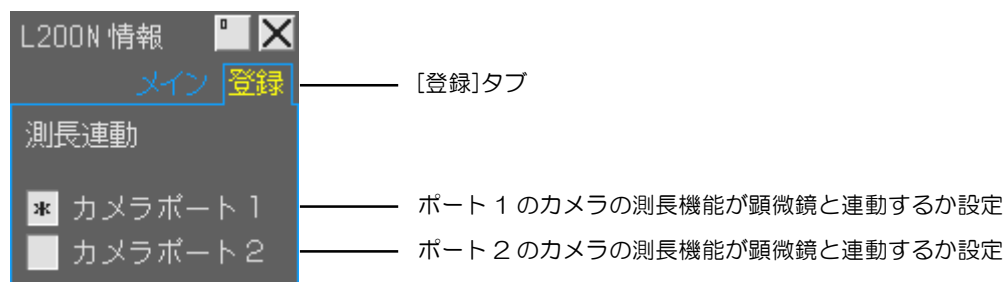 L200N 情報
メイン 登録 [登録]タブ
測長連動
* カメラポート 1 ポート 1 のカメラの測長機能が顕微鏡と連動するか設定
カメラポート 2 ポート 2 のカメラの測長機能が顕微鏡と連動するか設定